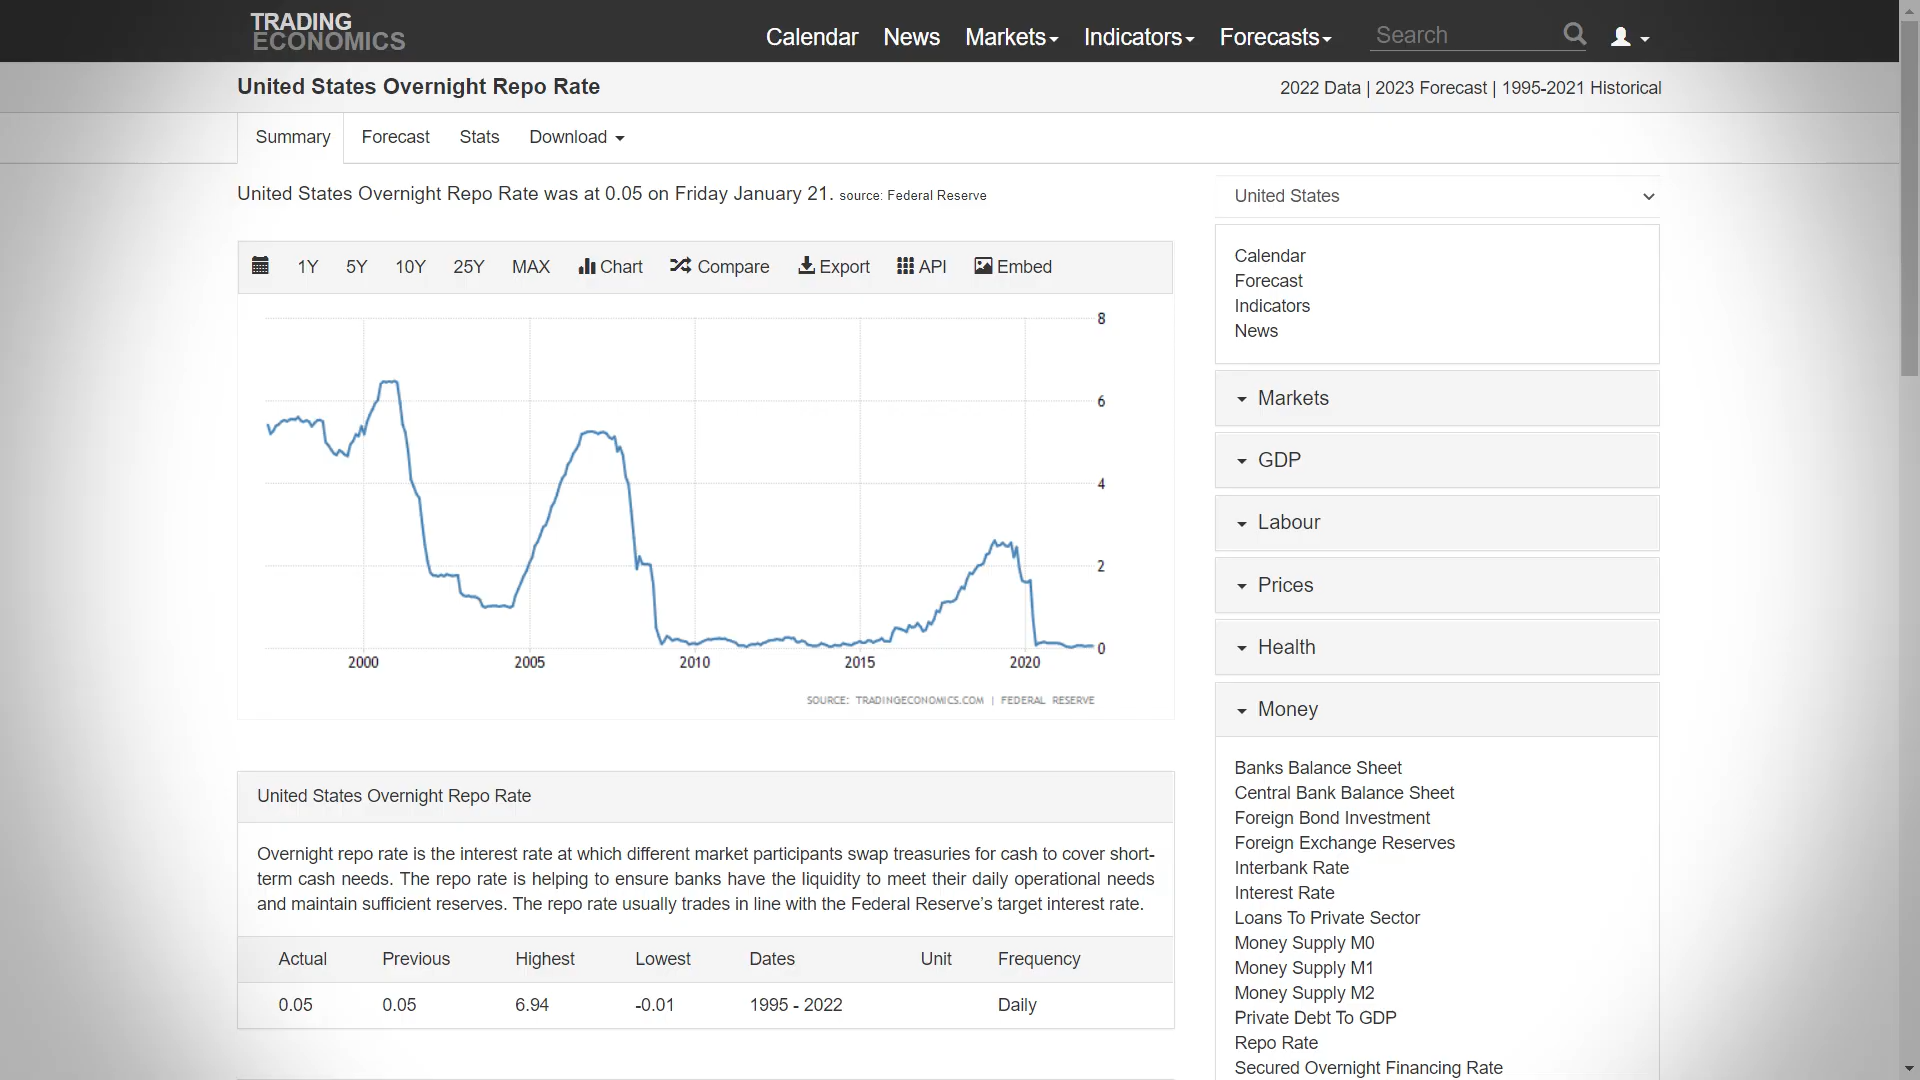 TRADING
ECONOMICS
Calendar News Markets Indicators Forecasts Search
United States Overnight Repo Rate
2022 Data | 2023 Forecast | 1995-2021 Historical
Summary Forecast Stats Download
United States Overnight Repo Rate was at 0.05 on Friday January 21. source: Federal Reserve
1Y 5Y 10Y 25Y MAX Chart Compare Export API Embed
8
6
4
2
0
2000 2005 2010 2015 2020
SOURCE: TRADINGECONOMICS.COM | FEDERAL RESERVE
United States Overnight Repo Rate
Overnight repo rate is the interest rate at which different market participants swap treasuries for cash to cover short-
term cash needs. The repo rate is helping to ensure banks have the liquidity to meet their daily operational needs
and maintain sufficient reserves. The repo rate usually trades in line with the Federal Reserve’s target interest rate.
Actual Previous Highest Lowest Dates Unit Frequency
0.05 0.05 6.94 -0.01 1995 - 2022 Daily
United States
Calendar
Forecast
Indicators
News
Markets
GDP
Labour
Prices
Health
Money
Banks Balance Sheet
Central Bank Balance Sheet
Foreign Bond Investment
Foreign Exchange Reserves
Interbank Rate
Interest Rate
Loans To Private Sector
Money Supply M0
Money Supply M1
Money Supply M2
Private Debt To GDP
Repo Rate
Secured Overnight Financing Rate